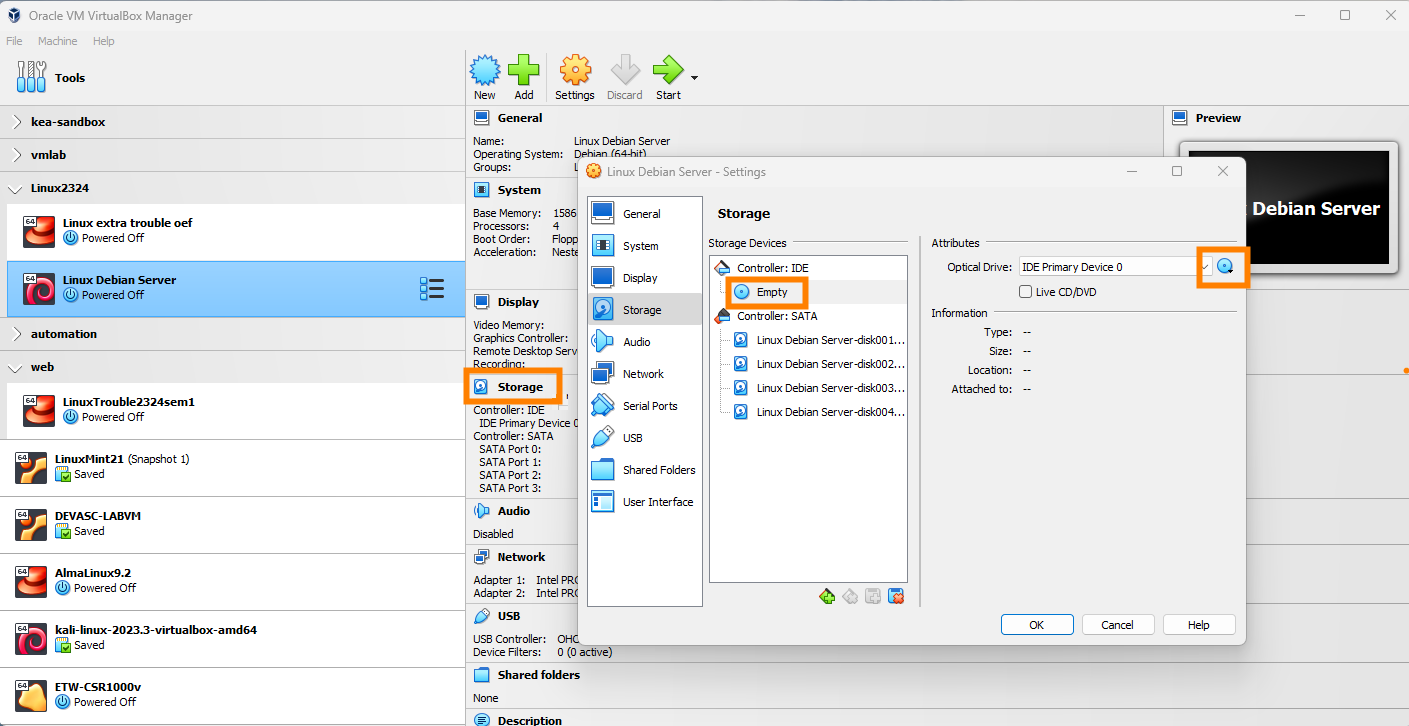 Oracle VM VirtualBox Manager
File Machine Help
Tools
kea-sandbox
vmlab
Linux2324
64
Linux extra trouble oef
Powered Off
64
Linux Debian Server
Powered Off
automation
web
64
LinuxTrouble2324sem1
Powered Off
64
LinuxMint21 (Snapshot 1)
Saved
64
DEVASC-LABVM
Saved
64
AlmaLinux9.2
Powered Off
64
kali-linux-2023.3-virtualbox-amd64
Saved
64
ETW-CSR1000v
Powered Off
New Add Settings Discard Start
General
Name: Linux Debian Server
Operating System: Debian (64-bit)
Groups:
System
Base Memory: 1586
Processors: 4
Boot Order: Flopp
Acceleration: Neste
Display
Video Memory:
Graphics Controller:
Remote Desktop Serv
Recording:
Storage
Controller: IDE
IDE Primary Device 0
Controller: SATA
SATA Port 0:
SATA Port 1:
SATA Port 2:
SATA Port 3:
Audio
Disabled
Network
Adapter 1: Intel PRO
Adapter 2: Intel PRO
USB
USB Controller: OHC
Device Filters: 0 (0 active)
Shared folders
None
Description
Preview
Debian Server
Linux Debian Server - Settings
General
System
Display
Storage
Audio
Network
Serial Ports
USB
Shared Folders
User Interface
Storage
Storage Devices
Controller: IDE
Empty
Controller: SATA
Linux Debian Server-disk001...
Linux Debian Server-disk002...
Linux Debian Server-disk003...
Linux Debian Server-disk004...
Attributes
Optical Drive: IDE Primary Device 0
Live CD/DVD
Information
Type: --
Size: --
Location: --
Attached to: --
OK Cancel Help